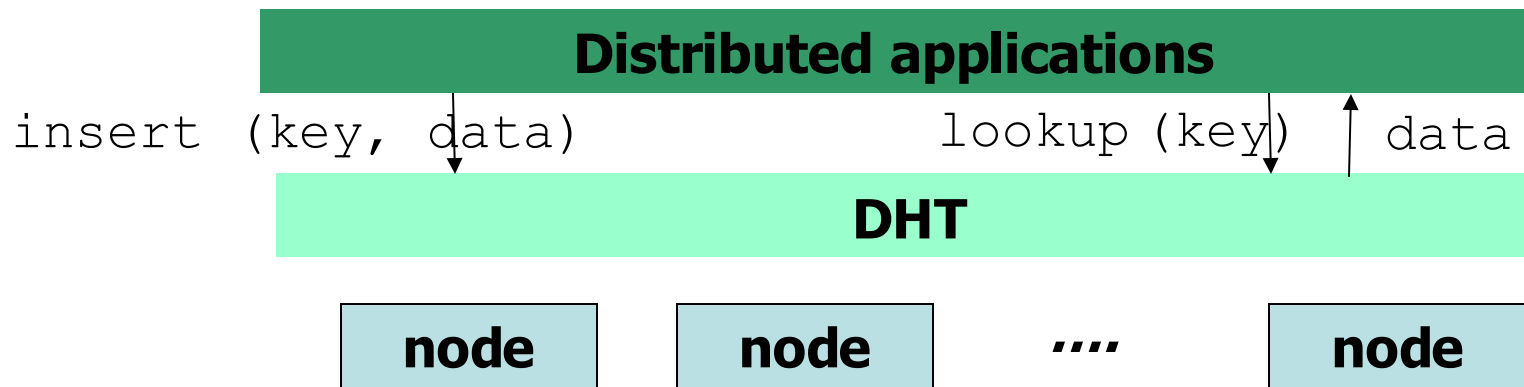 Distributed applications
insert (key, data) lookup (key) data
DHT
node node .... node